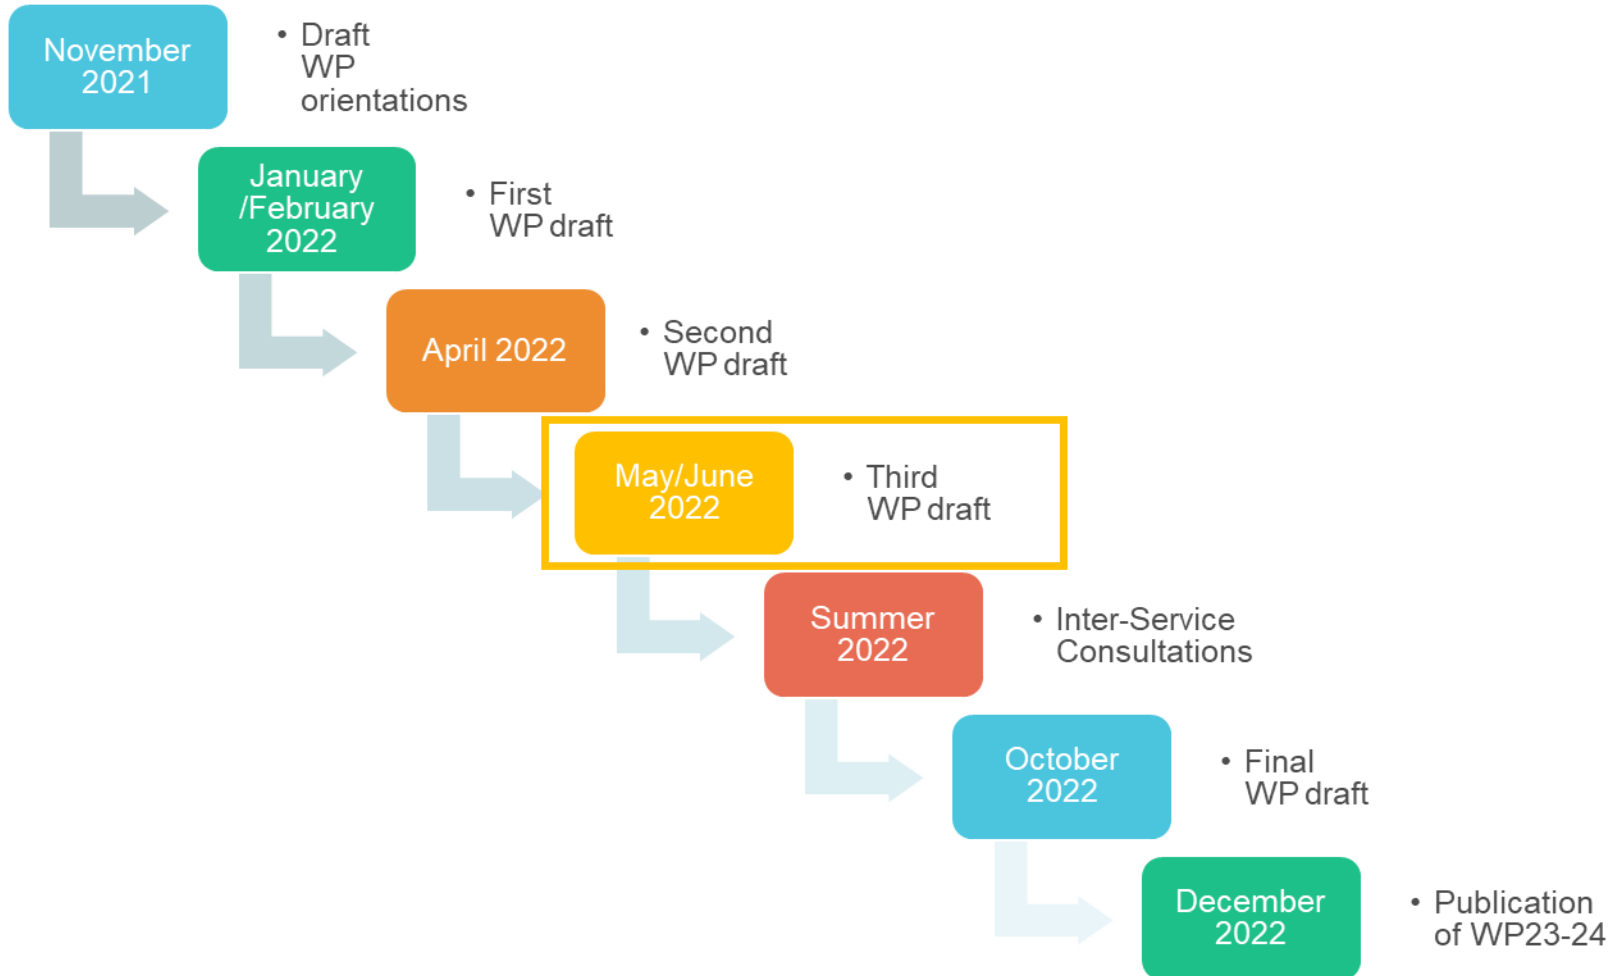 November
2021
• Draft
WP
orientations
January
/February
2022
• First
WP draft
April 2022
• Second
WP draft
May/June
2022
• Third
WP draft
Summer
2022
• Inter-Service
Consultations
October
2022
• Final
WP draft
December
2022
• Publication
of WP23-24